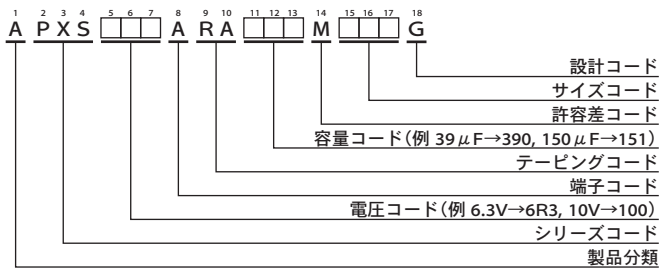 1 2 3 4 5 6 7 8 9 10 11 12 13 14 15 16 17 18
A P X S □□□ A R A □□□ M □□□ G
設計コード
サイズコード
許容差コード
容量コード(例 39μF→390, 150μF→151)
テーピングコード
端子コード
電圧コード(例 6.3V→6R3, 10V→100)
シリーズコード
製品分類